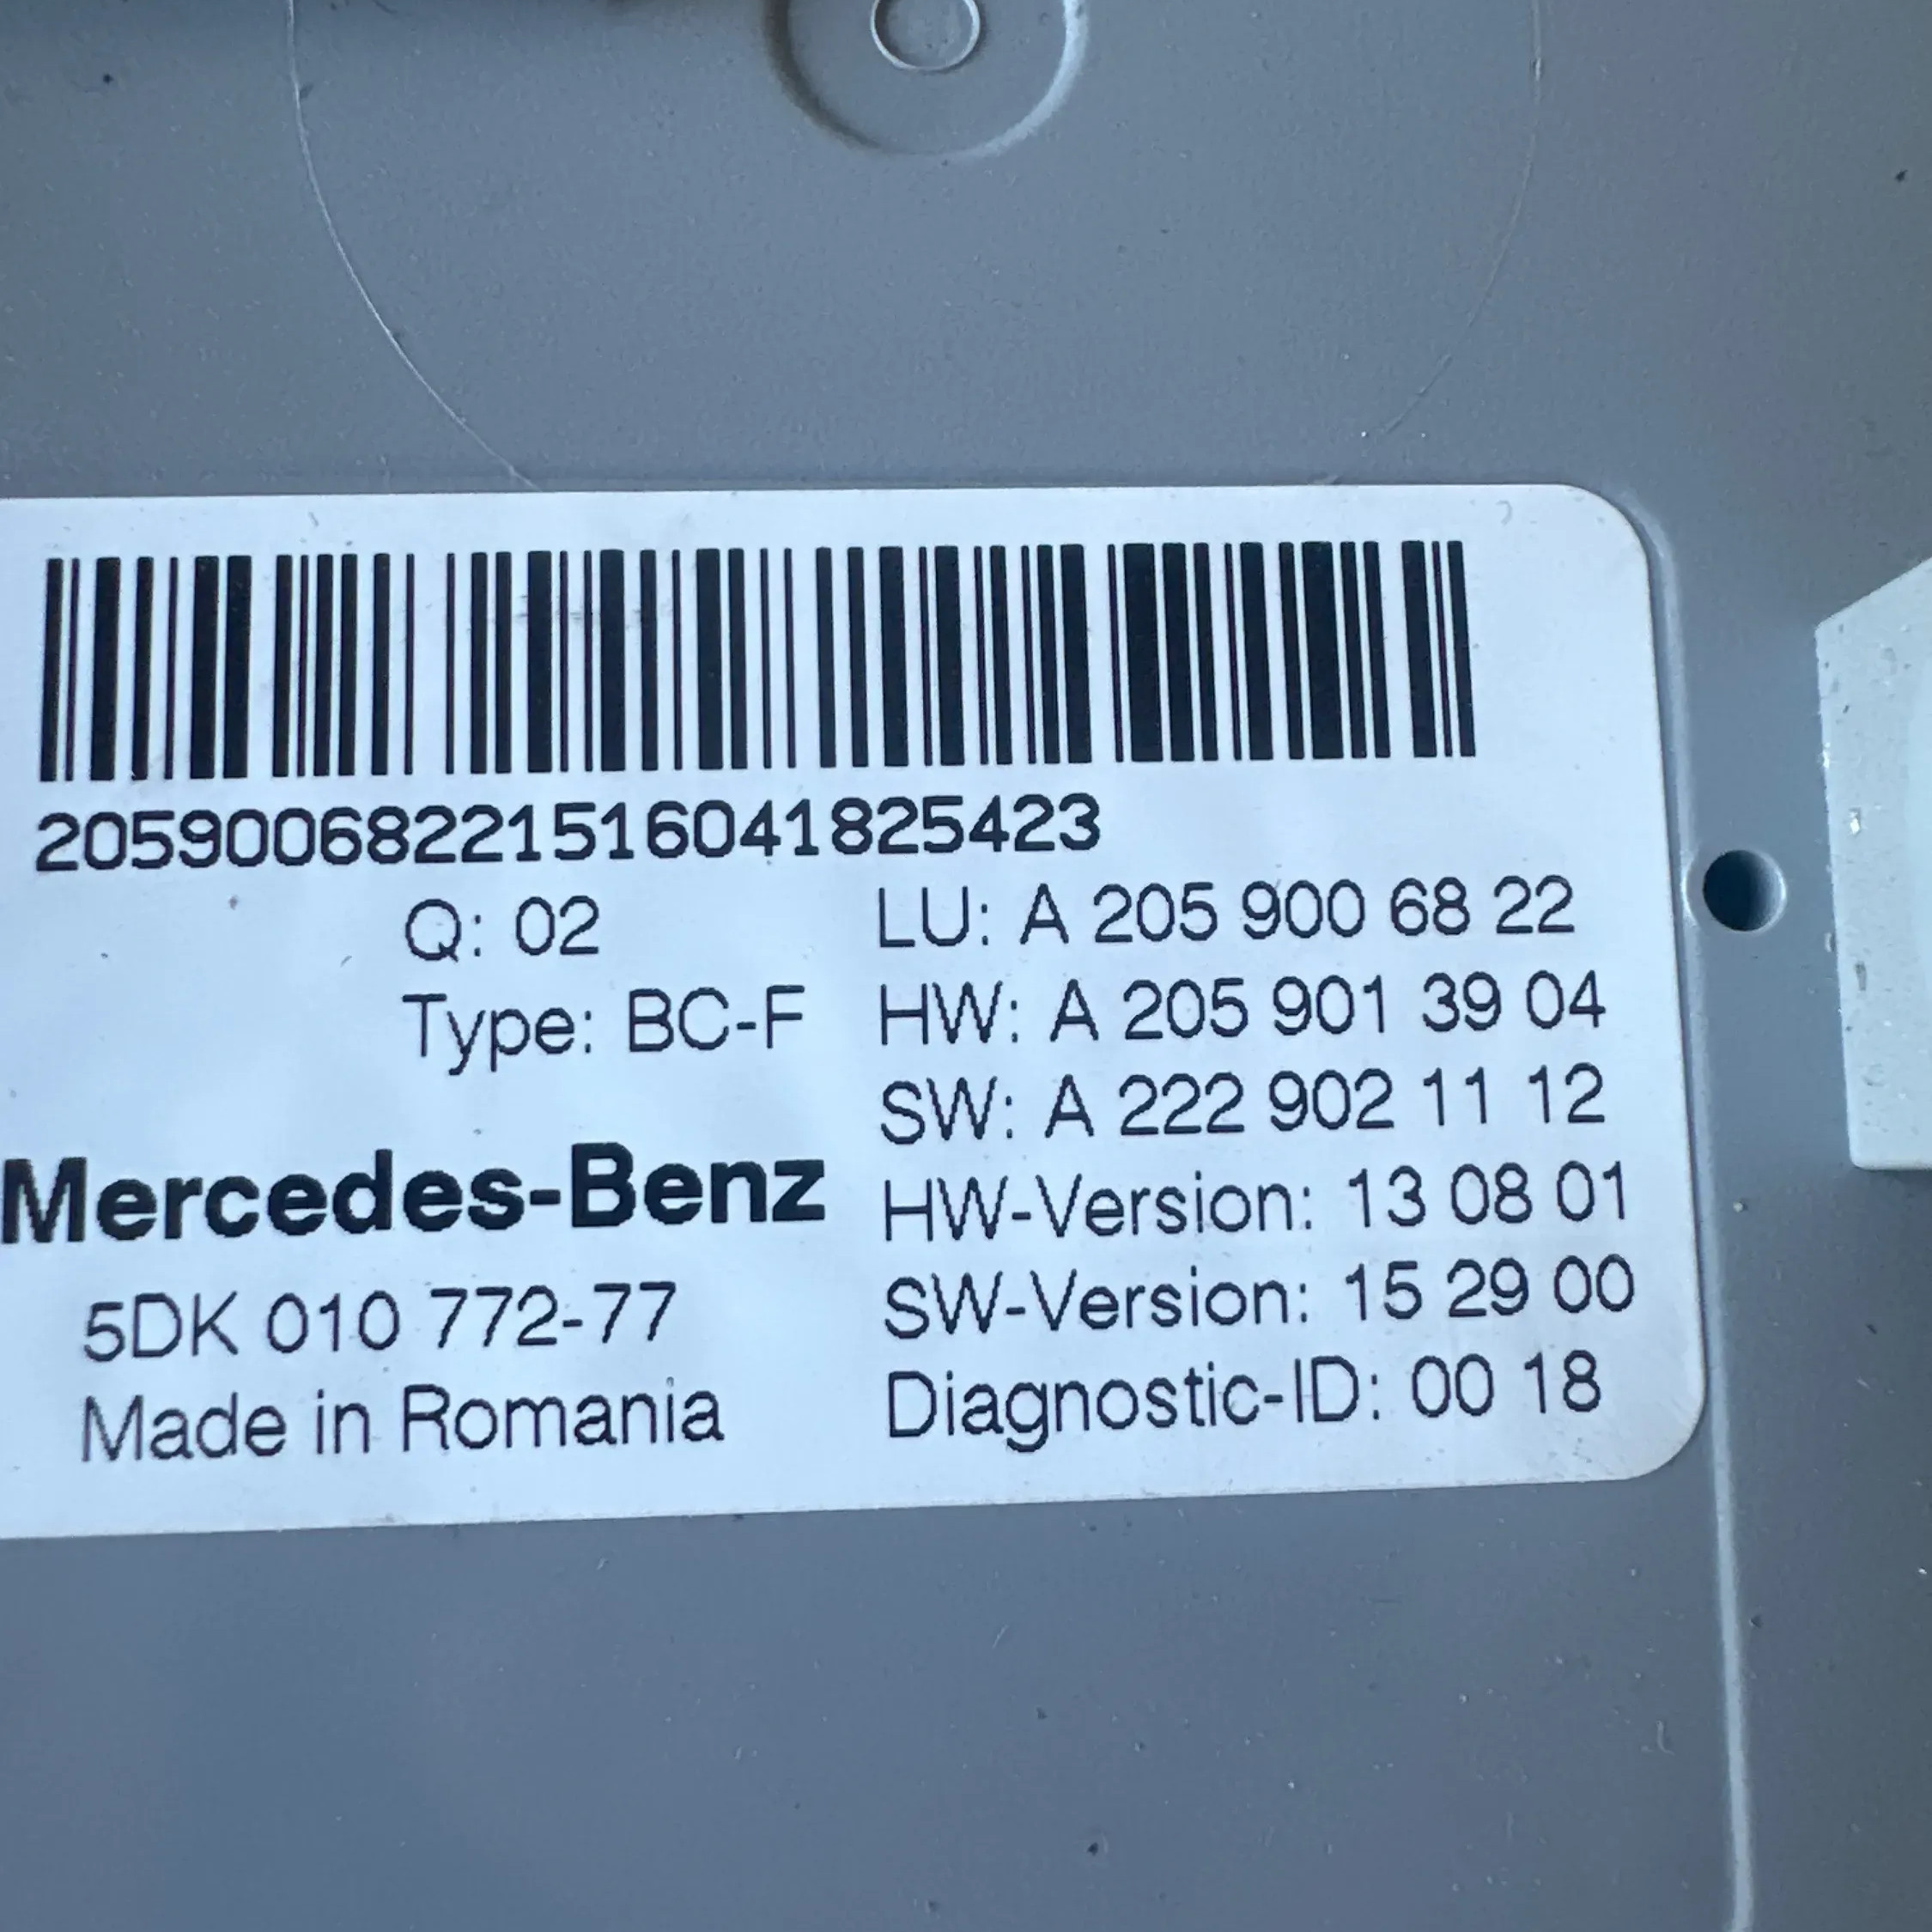 20590068221516041825423
Q: 02 LU: A 205 900 68 22
Type: BC-F HW: A 205 901 39 04
SW: A 222 902 11 12
Mercedes-Benz HW-Version: 13 08 01
5DK 010 772-77 SW-Version: 15 29 00
Made in Romania Diagnostic-ID: 00 18